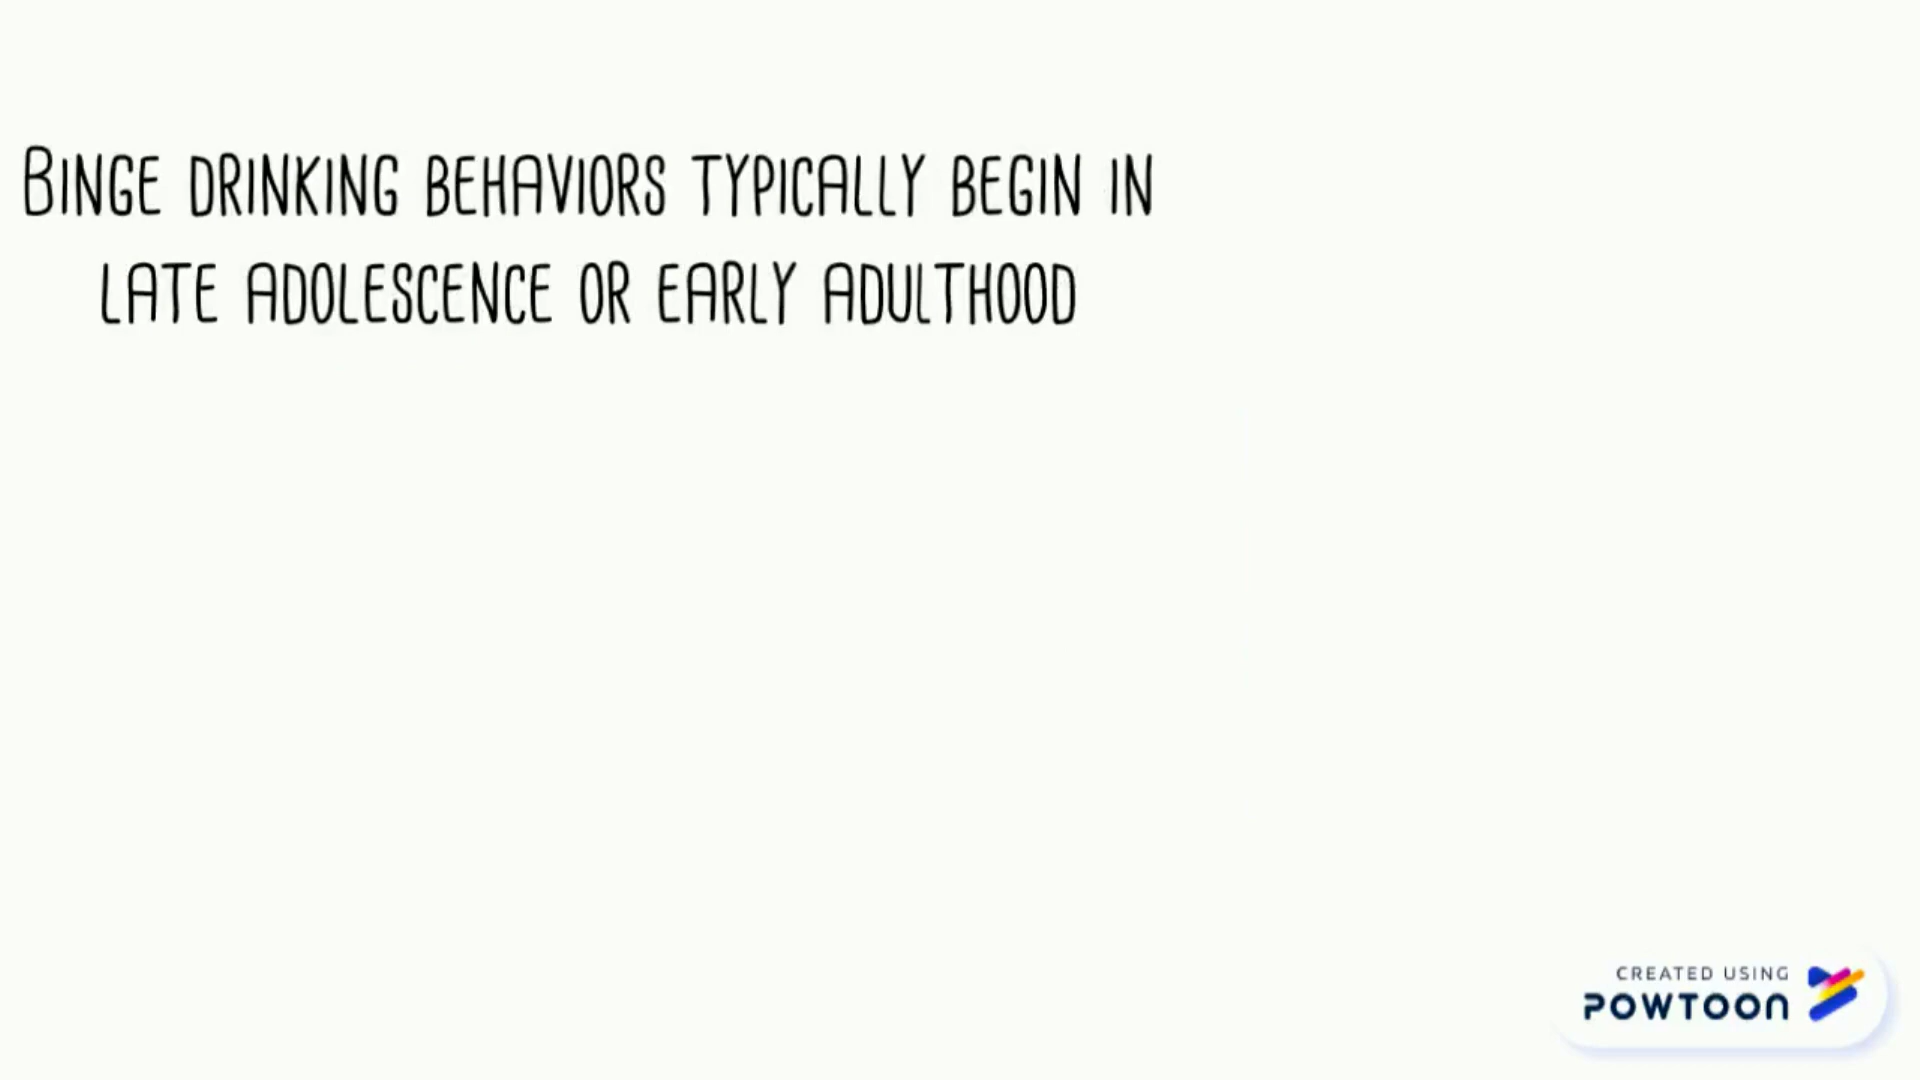 Binge drinking behaviors typically begin in
late adolescence or early adulthood
CREATED USING
POWTOON